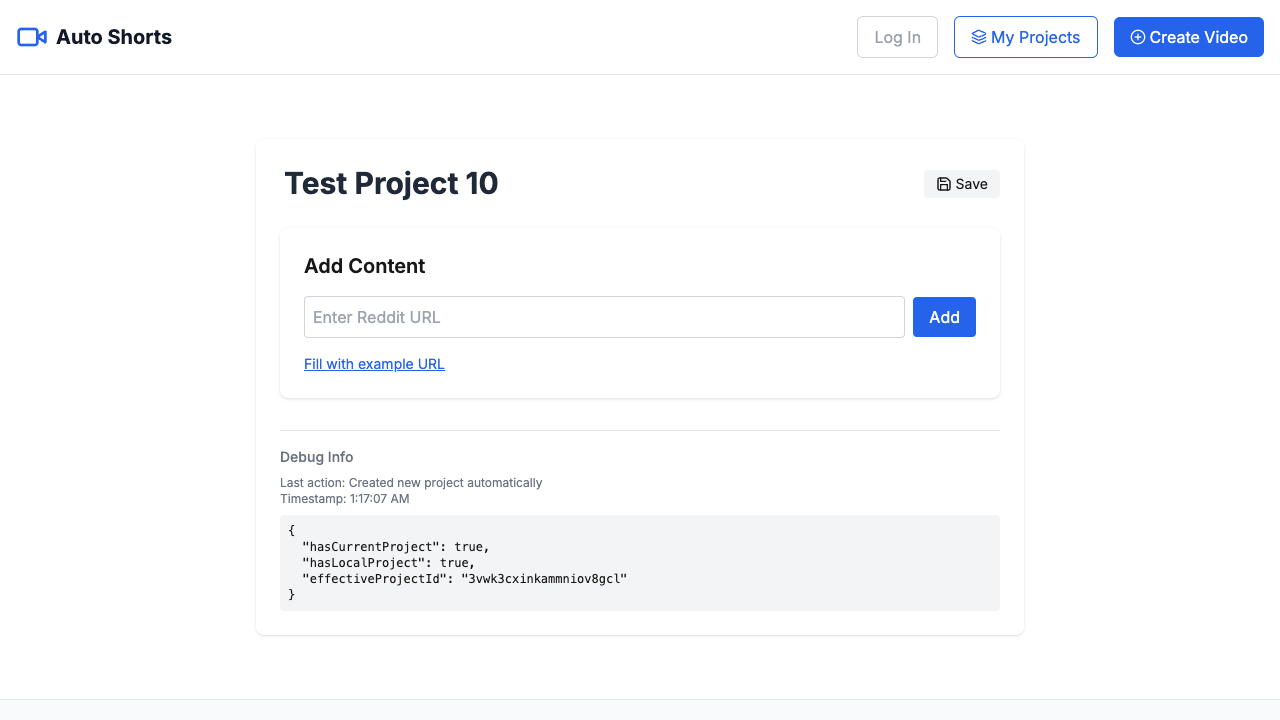 Auto Shorts
Log In
My Projects
Create Video
Test Project 10
Save
Add Content
Enter Reddit URL
Add
Fill with example URL
Debug Info
Last action: Created new project automatically
Timestamp: 1:17:07 AM
{
  "hasCurrentProject": true,
  "hasLocalProject": true,
  "effectiveProjectId": "3vwk3cxinkammniov8gcl"
}